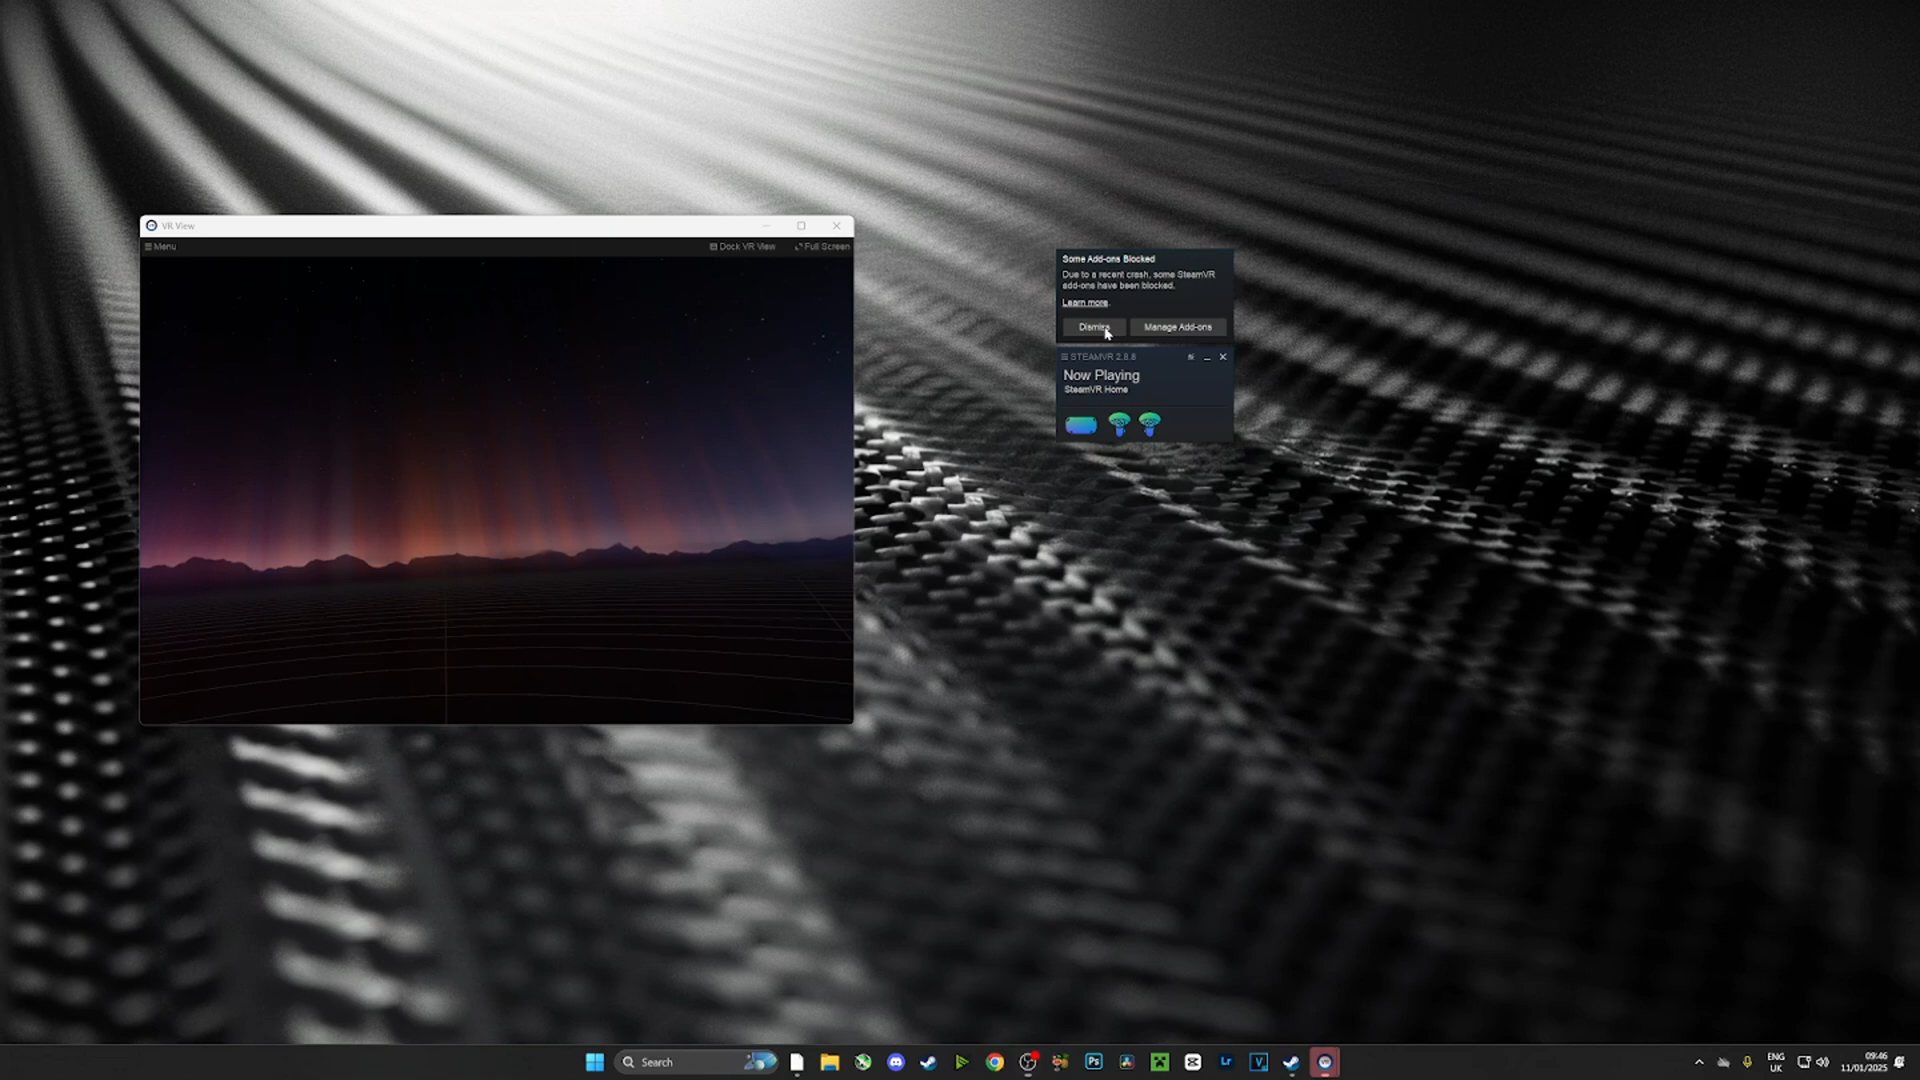 VR View
Menu
Dock VR View
Full Screen
Some Add-ons Blocked
Due to a recent crash, some SteamVR
add-ons have been blocked.
Learn more.
Dismiss
Manage Add-ons
STEAMVR 2.8.8
Now Playing
SteamVR Home
Search
Ps
Lr
V
ENG
UK
09:46
11/01/2025